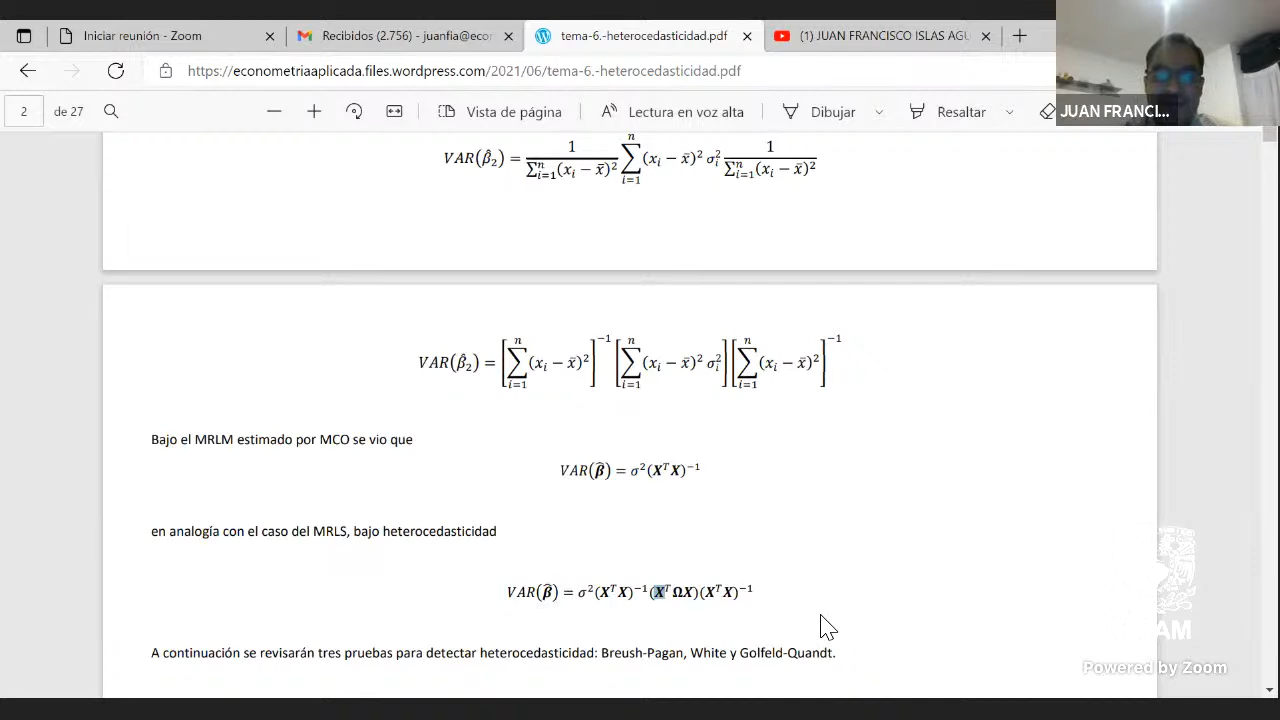 Iniciar reunión - Zoom
Recibidos (2.756) - juanfia@econ
tema-6.-heterocedasticidad.pdf
(1) JUAN FRANCISCO ISLAS AGU
https://econometriaaplicada.files.wordpress.com/2021/06/tema-6.-heterocedasticidad.pdf
JUAN FRANCI...
2 de 27
Vista de página
Lectura en voz alta
Dibujar
Resaltar
VAR(β̂₂) = 1/∑ⁿᵢ₌₁(xᵢ − x̄)² ∑ⁿᵢ₌₁(xᵢ − x̄)² σᵢ² 1/∑ⁿᵢ₌₁(xᵢ − x̄)²
VAR(β̂₂) = [∑ⁿᵢ₌₁(xᵢ − x̄)²]⁻¹ [∑ⁿᵢ₌₁(xᵢ − x̄)² σᵢ²] [∑ⁿᵢ₌₁(xᵢ − x̄)²]⁻¹
Bajo el MRLM estimado por MCO se vio que
VAR(β̂) = σ²(XᵀX)⁻¹
en analogía con el caso del MRLS, bajo heterocedasticidad
VAR(β̂) = σ²(XᵀX)⁻¹(XᵀΩX)(XᵀX)⁻¹
A continuación se revisarán tres pruebas para detectar heterocedasticidad: Breush-Pagan, White y Golfeld-Quandt.
Powered by Zoom